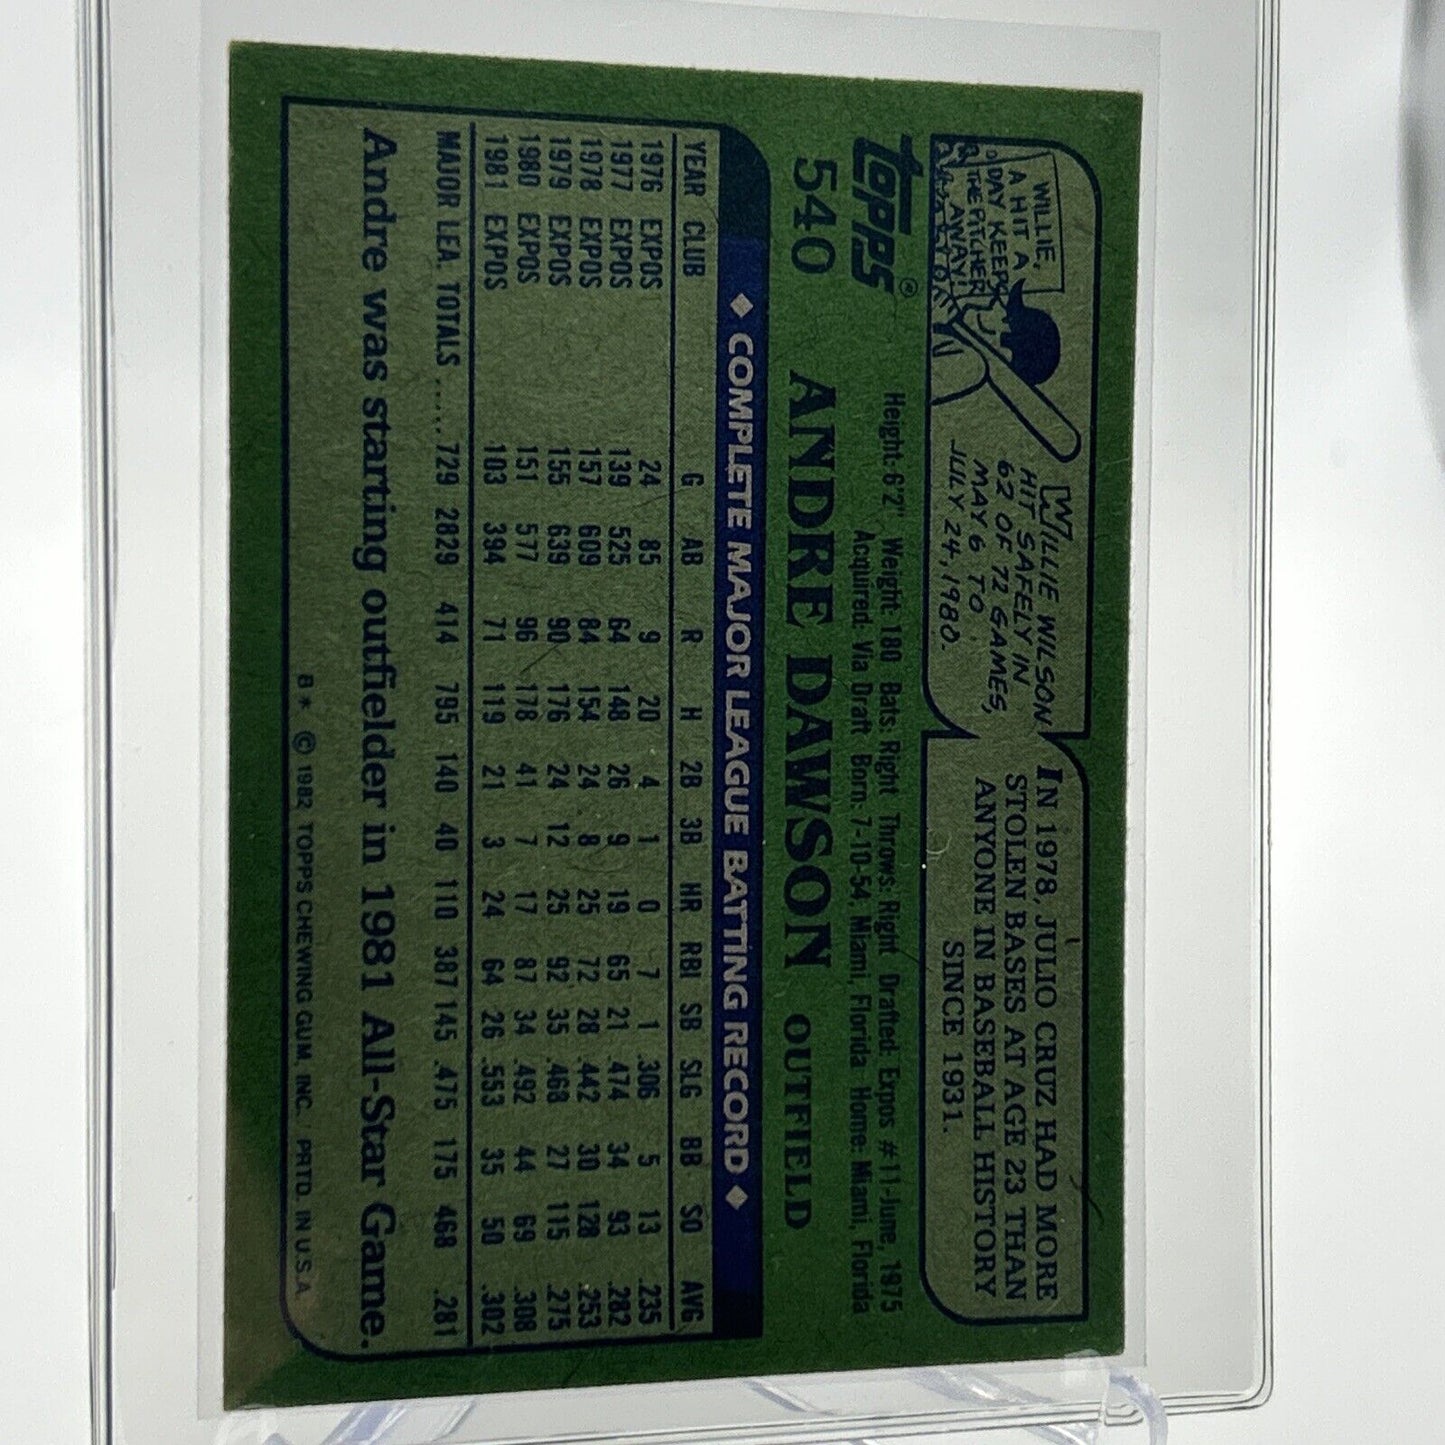 WILLIE,
A HIT A
DAY KEEPS
THE PITCHER
AWAY!
WILLIE WILSON
HIT SAFELY IN
62 OF 72 GAMES,
MAY 6 TO
JULY 24, 1980.
IN 1978, JULIO CRUZ HAD MORE
STOLEN BASES AT AGE 23 THAN
ANYONE IN BASEBALL HISTORY
SINCE 1931.
topps®
540 ANDRE DAWSON OUTFIELD
Height: 6'2" Weight: 180 Bats: Right Throws: Right Drafted: Expos #11-June, 1975
Acquired: Via Draft Born: 7-10-54, Miami, Florida Home: Miami, Florida
◆ COMPLETE MAJOR LEAGUE BATTING RECORD ◆
YEAR CLUB G AB R H 2B 3B HR RBI SB SLG BB SO AVG
1976 EXPOS 24 85 9 20 4 1 0 7 1 .306 5 13 .235
1977 EXPOS 139 525 64 148 26 9 19 65 21 .474 34 93 .282
1978 EXPOS 157 609 84 154 24 8 25 72 28 .442 30 128 .253
1979 EXPOS 155 639 90 176 24 12 25 92 35 .468 27 115 .275
1980 EXPOS 151 577 96 178 41 7 17 87 34 .492 44 69 .308
1981 EXPOS 103 394 71 119 21 3 24 64 26 .553 35 50 .302
MAJOR LEA. TOTALS .....729 2829 414 795 140 40 110 387 145 .475 175 468 .281
Andre was starting outfielder in 1981 All-Star Game.
B* © 1982 TOPPS CHEWING GUM, INC. PRTD. IN U.S.A.